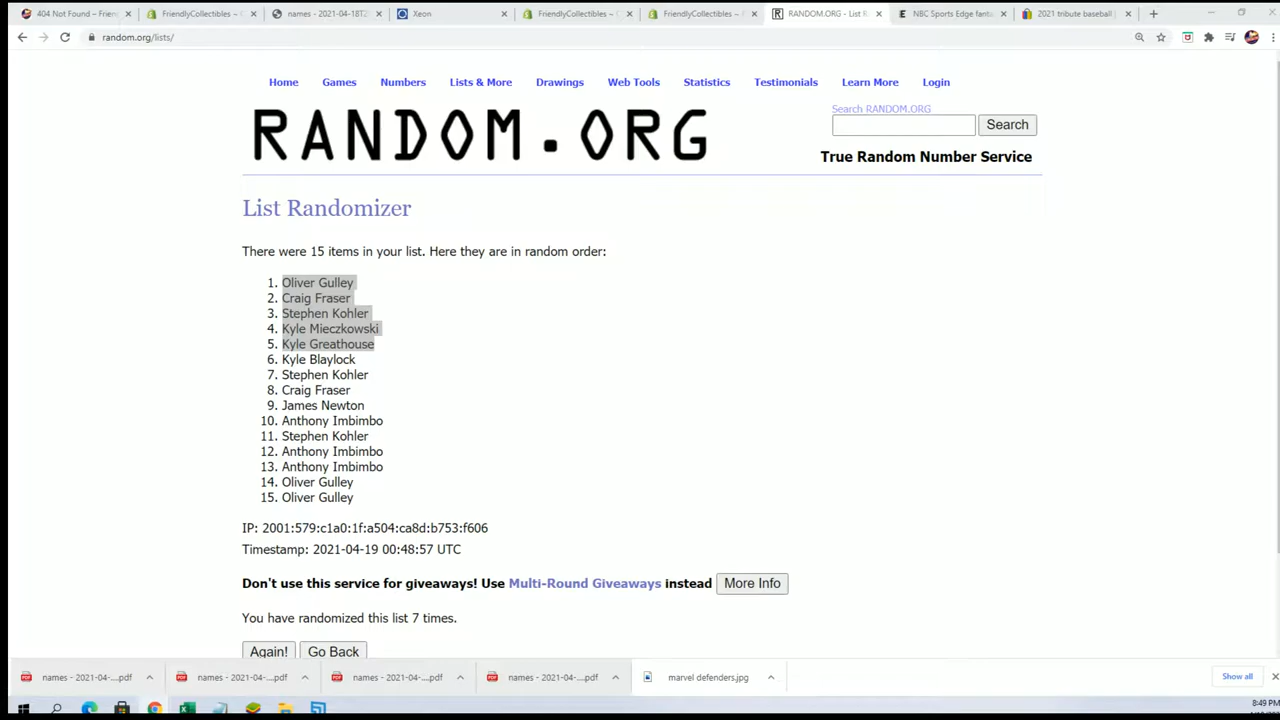 404 Not Found – Frien
FriendlyCollectibles ~ C
names - 2021-04-18T2
Xeon
FriendlyCollectibles ~ C
FriendlyCollectibles ~ C
RANDOM.ORG - List R
NBC Sports Edge fanta
2021 tribute baseball
random.org/lists/
Home Games Numbers Lists & More Drawings Web Tools Statistics Testimonials Learn More Login
Search RANDOM.ORG
RANDOM.ORG
Search
True Random Number Service
List Randomizer
There were 15 items in your list. Here they are in random order:
1. Oliver Gulley
2. Craig Fraser
3. Stephen Kohler
4. Kyle Mieczkowski
5. Kyle Greathouse
6. Kyle Blaylock
7. Stephen Kohler
8. Craig Fraser
9. James Newton
10. Anthony Imbimbo
11. Stephen Kohler
12. Anthony Imbimbo
13. Anthony Imbimbo
14. Oliver Gulley
15. Oliver Gulley
IP: 2001:579:c1a0:1f:a504:ca8d:b753:f606
Timestamp: 2021-04-19 00:48:57 UTC
Don't use this service for giveaways! Use Multi-Round Giveaways instead More Info
You have randomized this list 7 times.
Again! Go Back
names - 2021-04-....pdf
names - 2021-04-....pdf
names - 2021-04-....pdf
names - 2021-04-....pdf
marvel defenders.jpg
Show all
8:49 PM